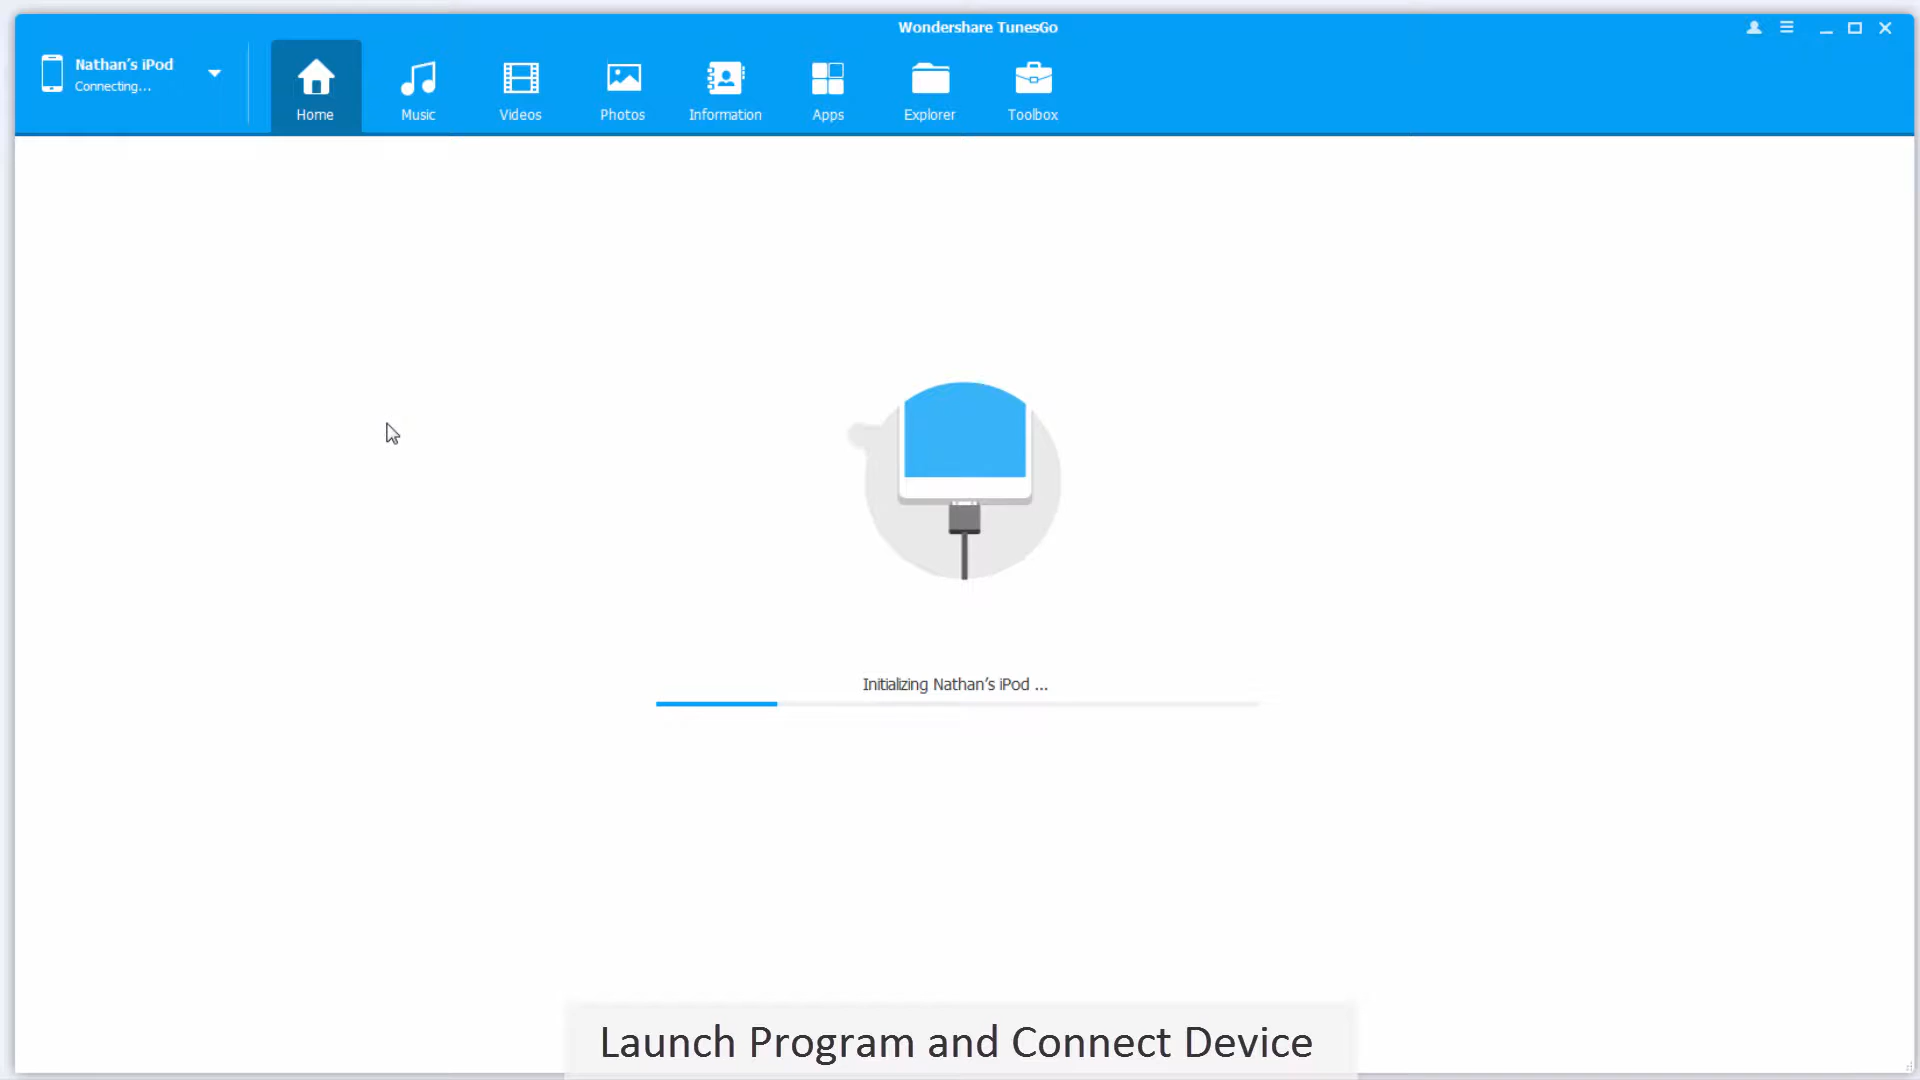 Wondershare TunesGo
Nathan's iPod
Connecting...
Home
Music
Videos
Photos
Information
Apps
Explorer
Toolbox
Initializing Nathan's iPod ...
Launch Program and Connect Device